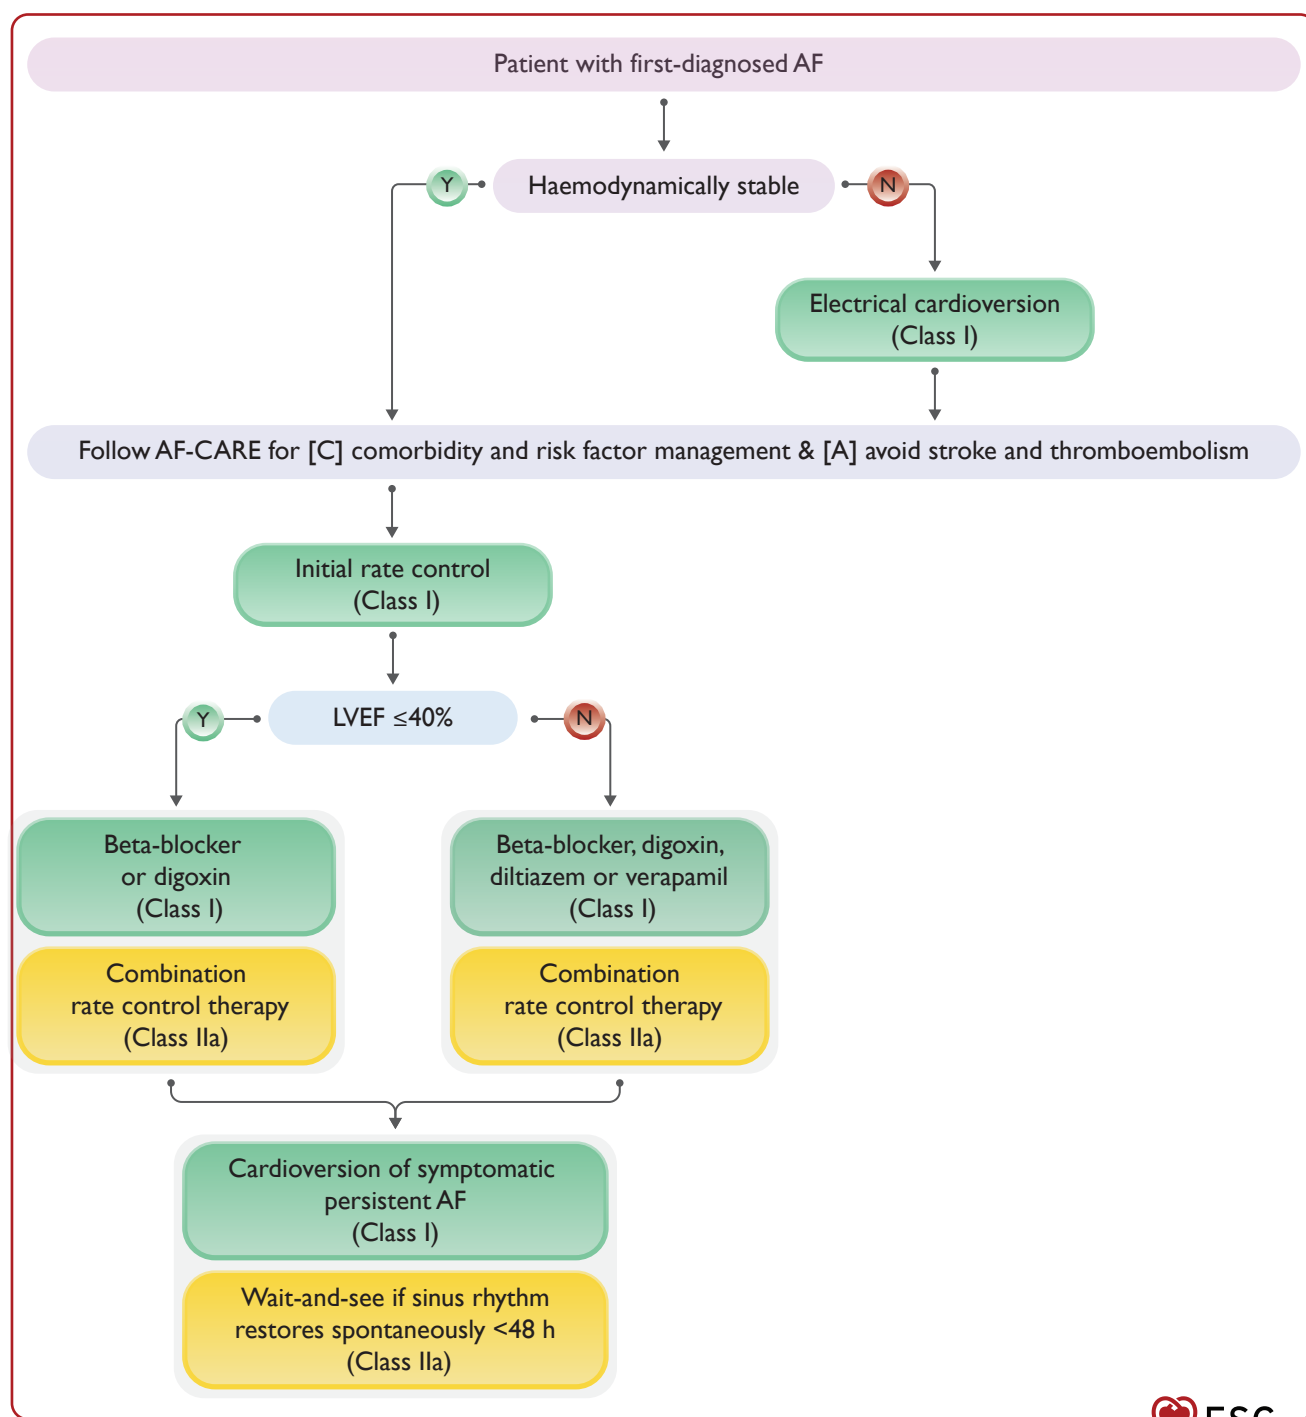 Patient with first-diagnosed AF
Y
Haemodynamically stable
N
Electrical cardioversion
(Class I)
Follow AF-CARE for [C] comorbidity and risk factor management & [A] avoid stroke and thromboembolism
Initial rate control
(Class I)
Y
LVEF ≤40%
N
Beta-blocker
or digoxin
(Class I)
Combination
rate control therapy
(Class IIa)
Beta-blocker, digoxin,
diltiazem or verapamil
(Class I)
Combination
rate control therapy
(Class IIa)
Cardioversion of symptomatic
persistent AF
(Class I)
Wait-and-see if sinus rhythm
restores spontaneously <48 h
(Class IIa)
ESC